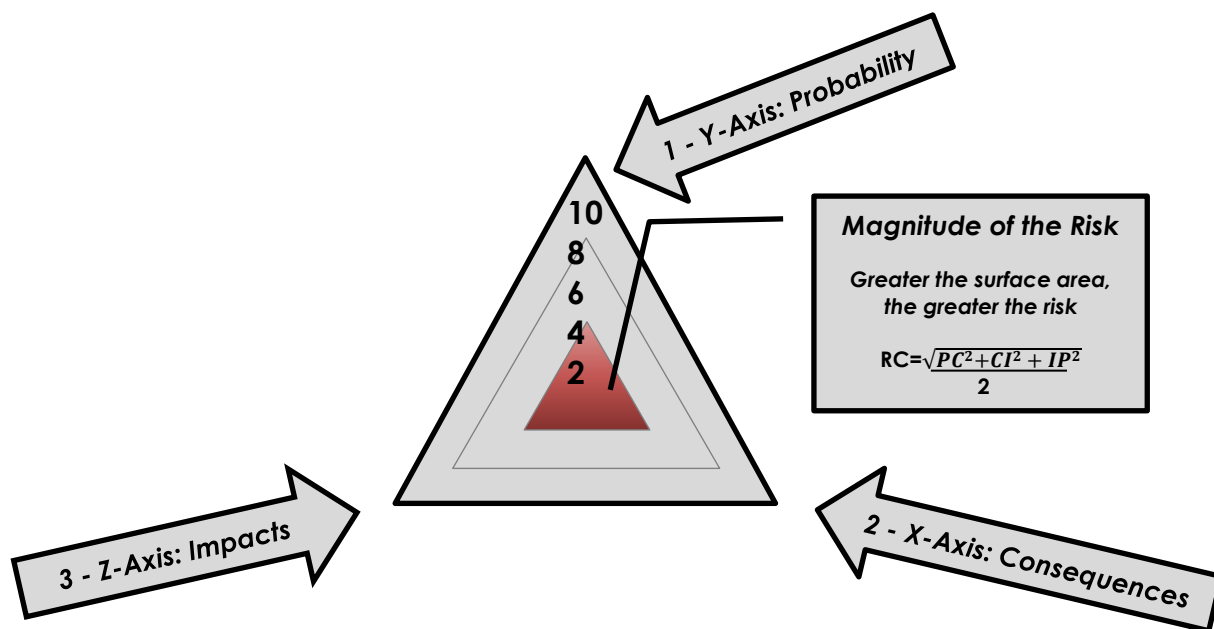 1 - Y-Axis: Probability
10
8
6
4
2
Magnitude of the Risk
Greater the surface area,
the greater the risk
RC=√PC²+CI² + IP²
2
3 - Z-Axis: Impacts
2 - X-Axis: Consequences